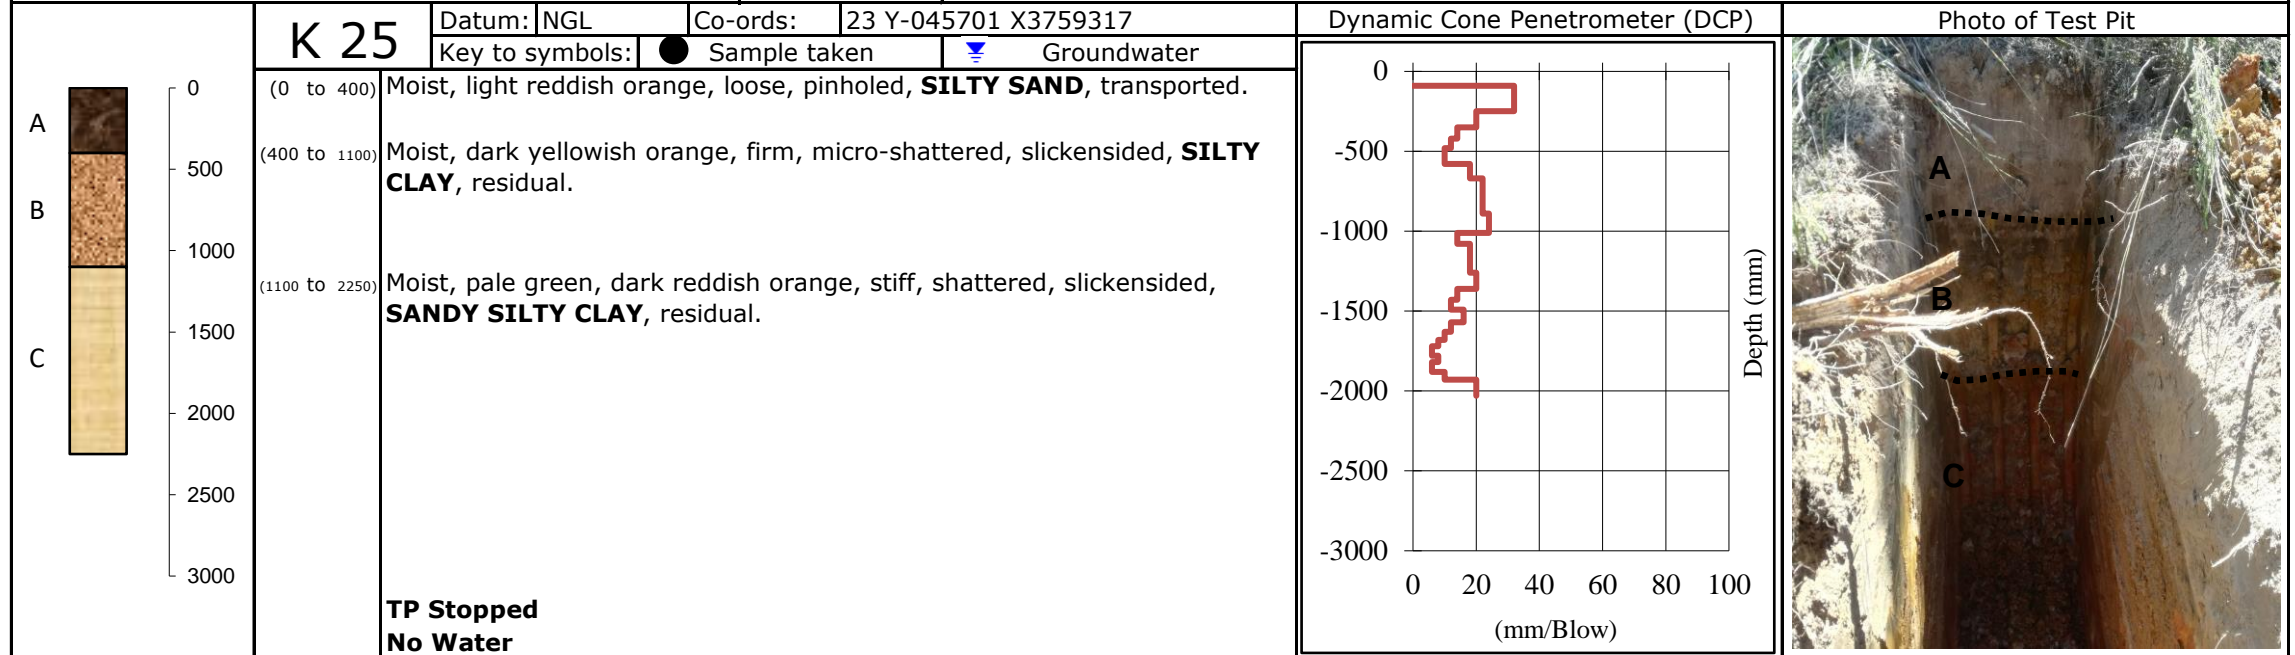 K 25
Datum: NGL Co-ords: 23 Y-045701 X3759317
Key to symbols: Sample taken Groundwater
Dynamic Cone Penetrometer (DCP)
Photo of Test Pit
A
B
C
0
500
1000
1500
2000
2500
3000
(0 to 400) Moist, light reddish orange, loose, pinholed, SILTY SAND, transported.
(400 to 1100) Moist, dark yellowish orange, firm, micro-shattered, slickensided, SILTY
CLAY, residual.
(1100 to 2250) Moist, pale green, dark reddish orange, stiff, shattered, slickensided,
SANDY SILTY CLAY, residual.
TP Stopped
No Water
0
-500
-1000
-1500
-2000
-2500
-3000
0 20 40 60 80 100
(mm/Blow)
Depth (mm)
A
B
C